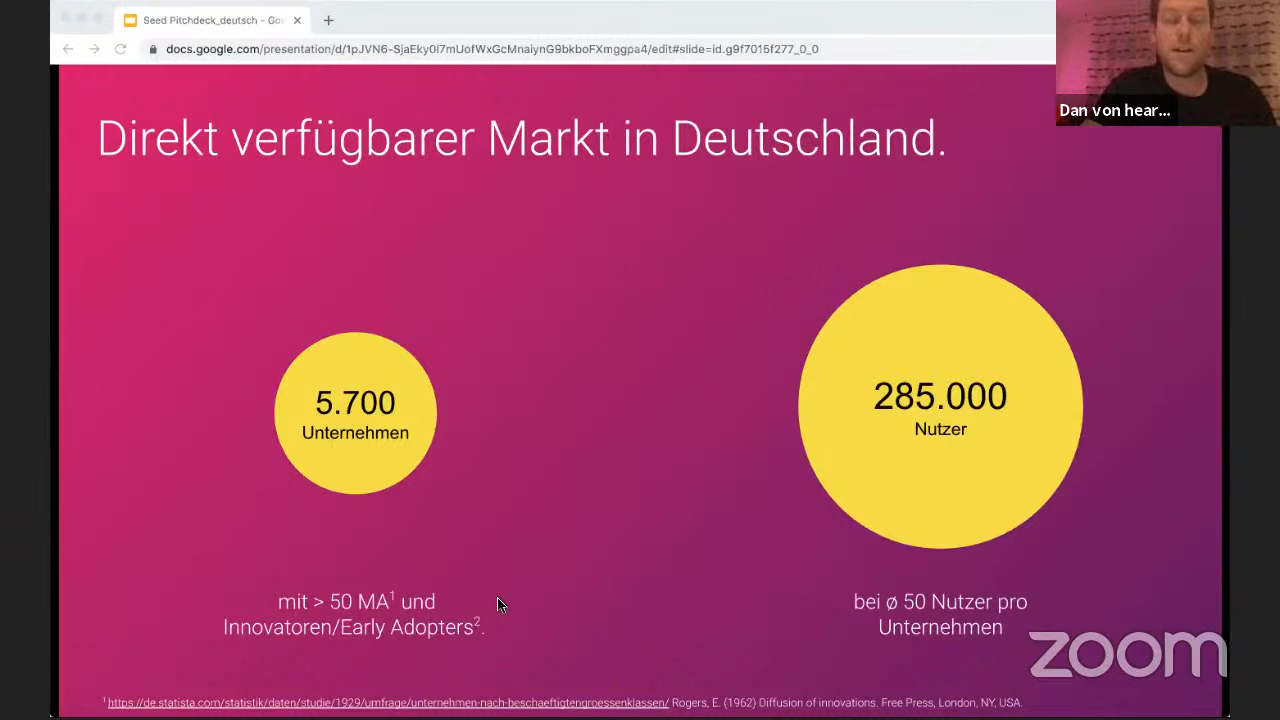 Seed Pitchdeck_deutsch - Go
docs.google.com/presentation/d/1pJVN6-SjaEky0I7mUofWxGcMnaiynG9bkboFXmggpa4/edit#slide=id.g9f7015f277_0_0
Dan von hear...
Direkt verfügbarer Markt in Deutschland.
5.700
Unternehmen
285.000
Nutzer
mit > 50 MA¹ und
Innovatoren/Early Adopters².
bei ø 50 Nutzer pro
Unternehmen
zoom
¹ https://de.statista.com/statistik/daten/studie/1929/umfrage/unternehmen-nach-beschaeftigtengroessenklassen/ Rogers, E. (1962) Diffusion of innovations. Free Press, London, NY, USA.